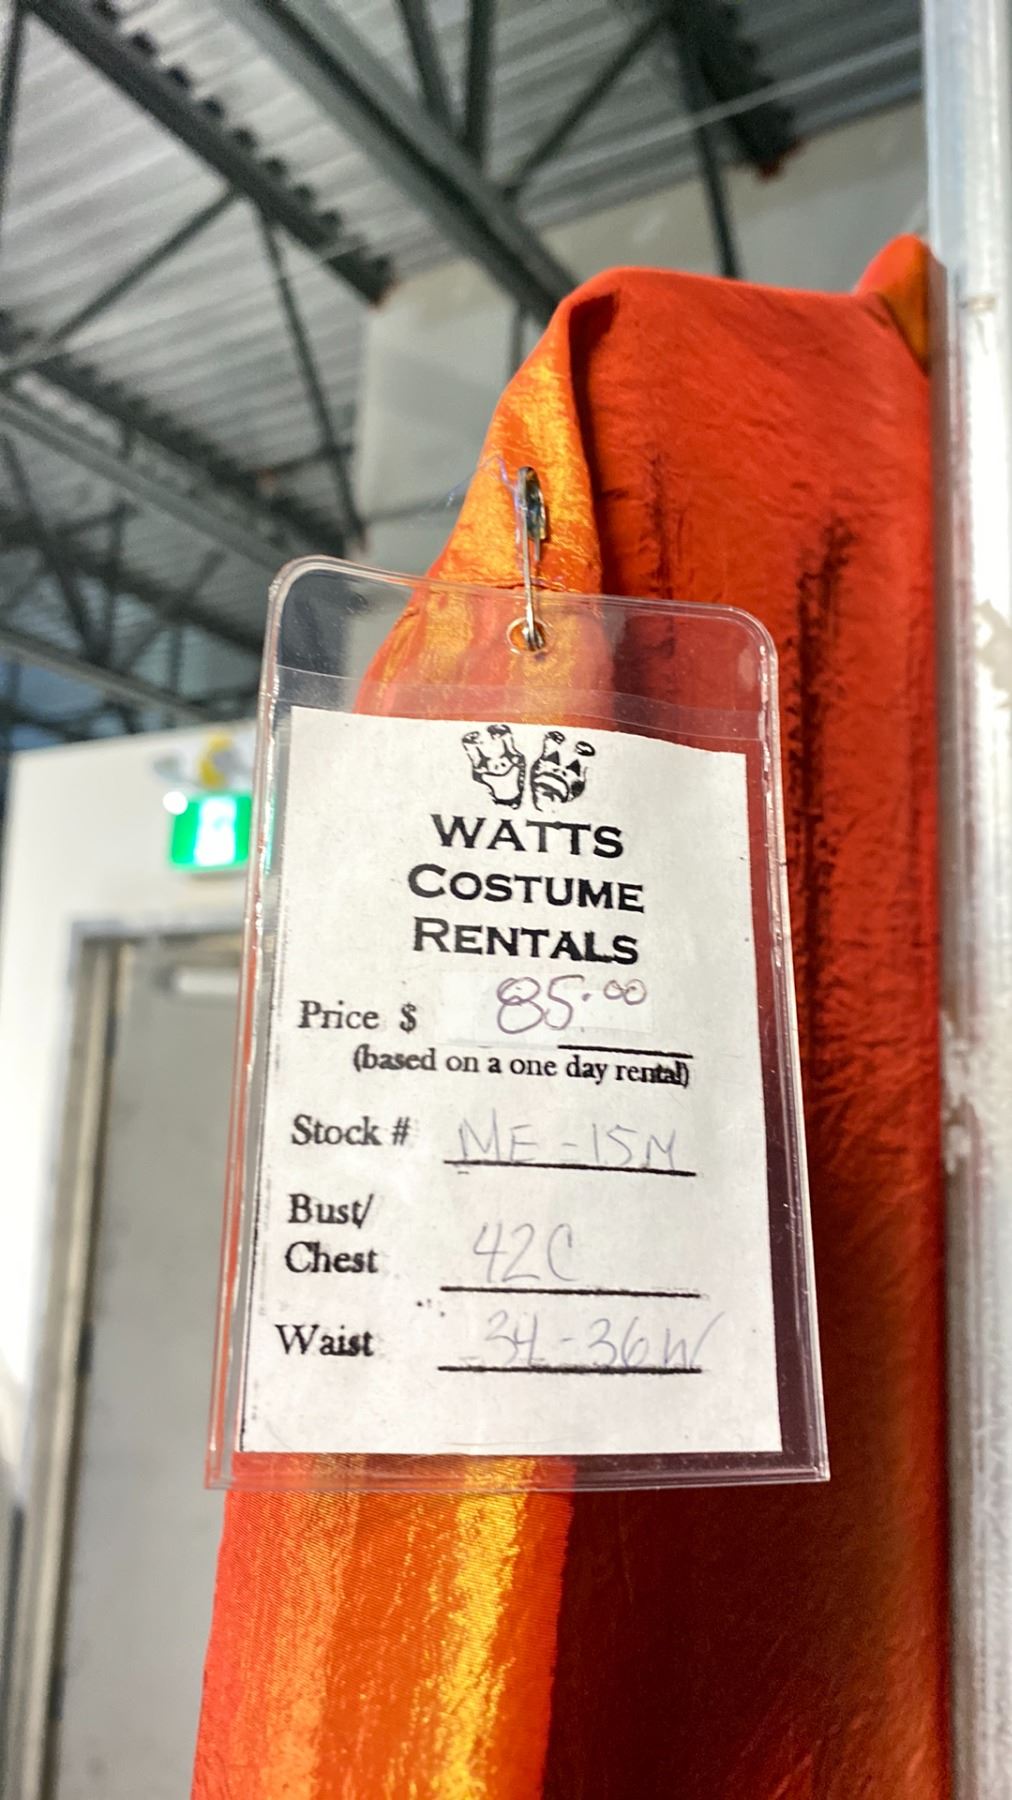 WATTS
COSTUME
RENTALS
Price $ 85.00
(based on a one day rental)
Stock # ME-15M
Bust/
Chest 42C
Waist 34-36W